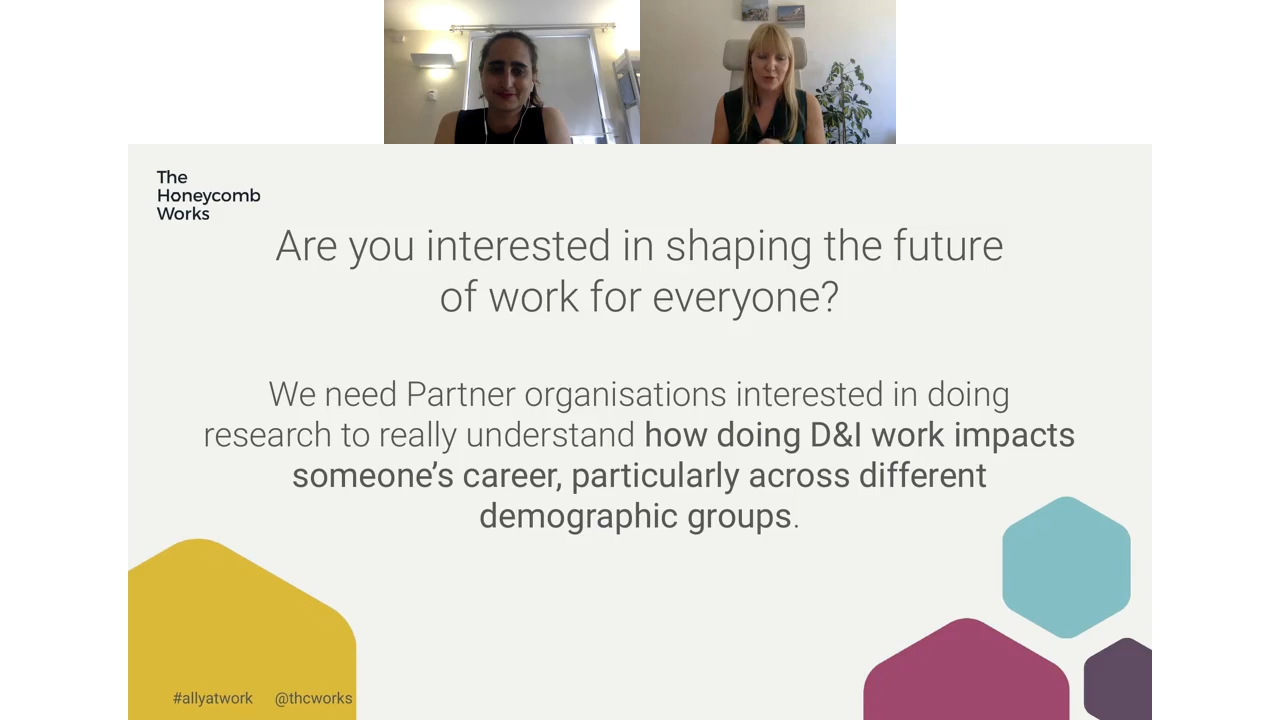 The
Honeycomb
Works
Are you interested in shaping the future
of work for everyone?
We need Partner organisations interested in doing
research to really understand how doing D&I work impacts
someone’s career, particularly across different
demographic groups.
#allyatwork @thcworks